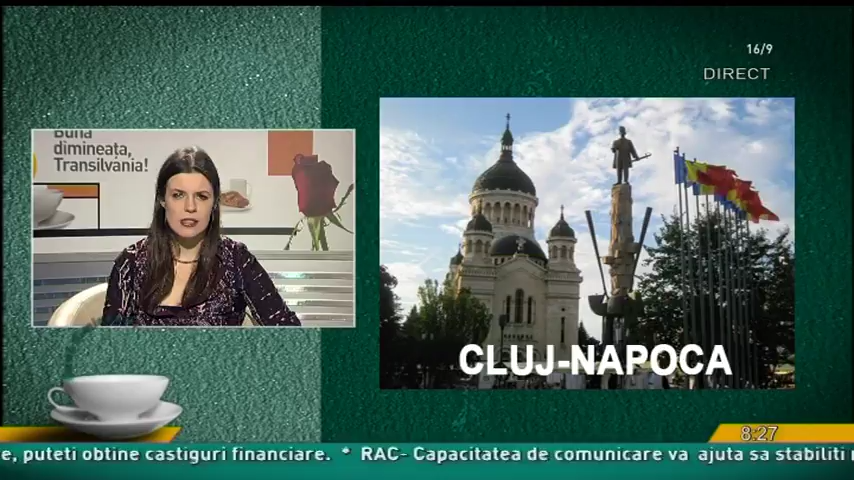 16/9
DIRECT
Bună
dimineața,
Transilvania!
CLUJ-NAPOCA
8:27
e, puteti obtine castiguri financiare. * RAC- Capacitatea de comunicare va ajuta sa stabiliti